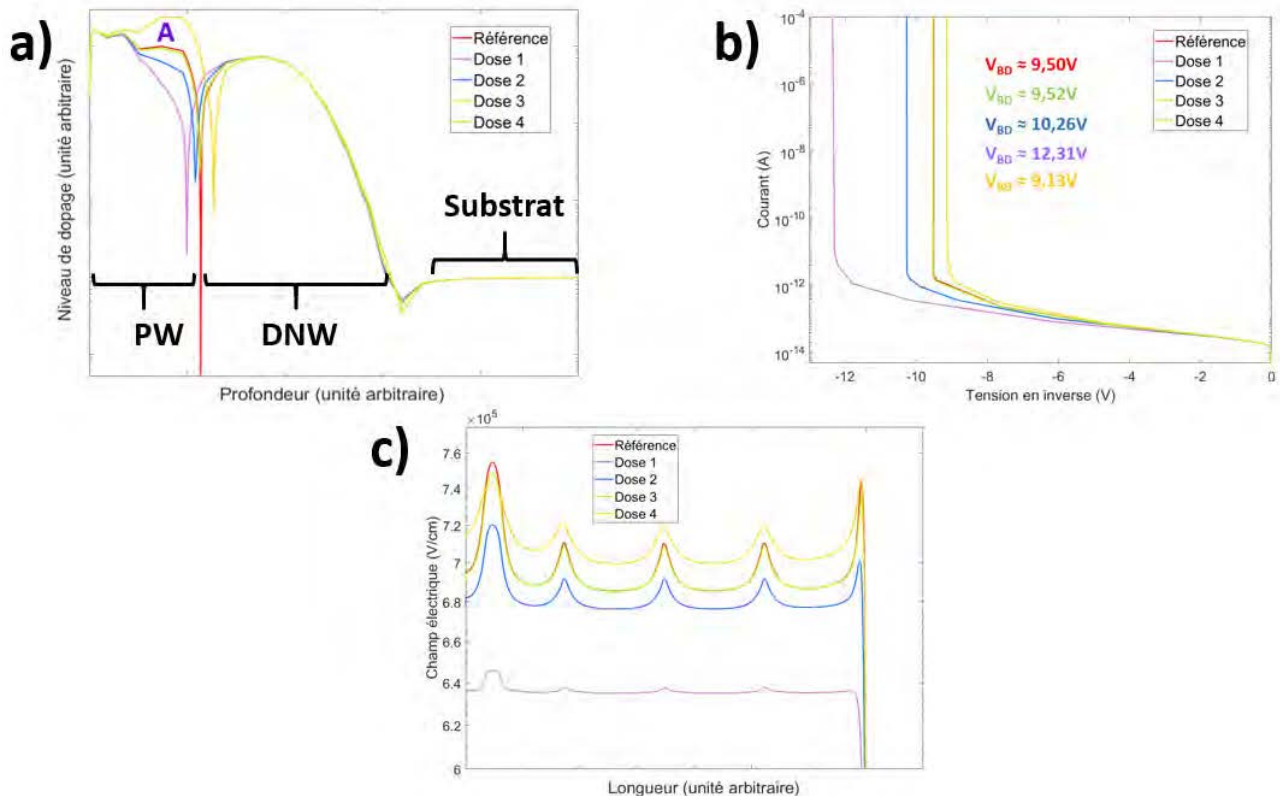 a)
A
Référence
Dose 1
Dose 2
Dose 3
Dose 4
Substrat
PW
DNW
Niveau de dopage (unité arbitraire)
Profondeur (unité arbitraire)
b)
10-4
10-6
10-8
10-10
10-12
10-14
Courant (A)
VBD ≈ 9,50V
VBD ≈ 9,52V
VBD ≈ 10,26V
VBD ≈ 12,31V
VBD ≈ 9,13V
Référence
Dose 1
Dose 2
Dose 3
Dose 4
-12 -10 -8 -6 -4 -2 0
Tension en inverse (V)
c)
×105
7.6
7.4
7.2
7
6.8
6.6
6.4
6.2
6
Champ électrique (V/cm)
Référence
Dose 1
Dose 2
Dose 3
Dose 4
Longueur (unité arbitraire)